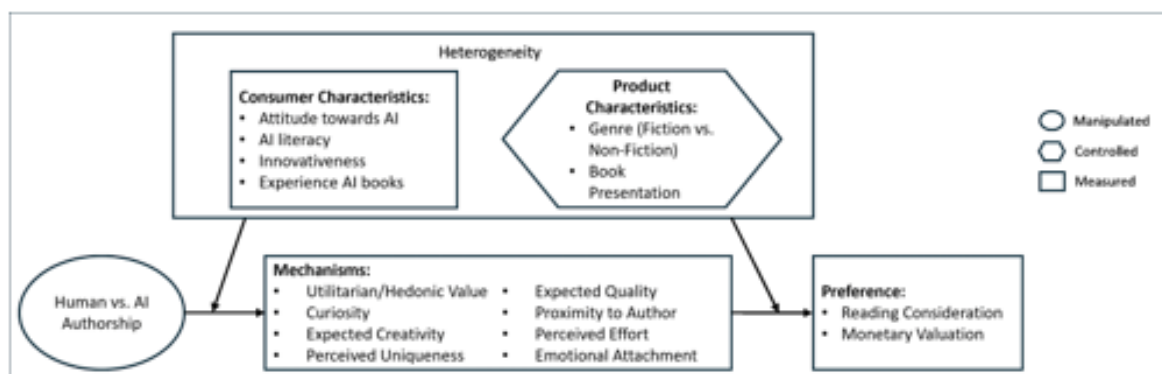 Heterogeneity
Consumer Characteristics:
• Attitude towards AI
• AI literacy
• Innovativeness
• Experience AI books
Product
Characteristics:
• Genre (Fiction vs.
Non-Fiction)
• Book
Presentation
Manipulated
Controlled
Measured
Human vs. AI
Authorship
Mechanisms:
• Utilitarian/Hedonic Value
• Curiosity
• Expected Creativity
• Perceived Uniqueness
• Expected Quality
• Proximity to Author
• Perceived Effort
• Emotional Attachment
Preference:
• Reading Consideration
• Monetary Valuation